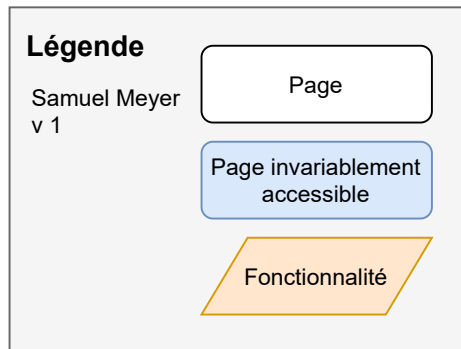 Légende
Samuel Meyer
v 1
Page
Page invariablement
accessible
Fonctionnalité